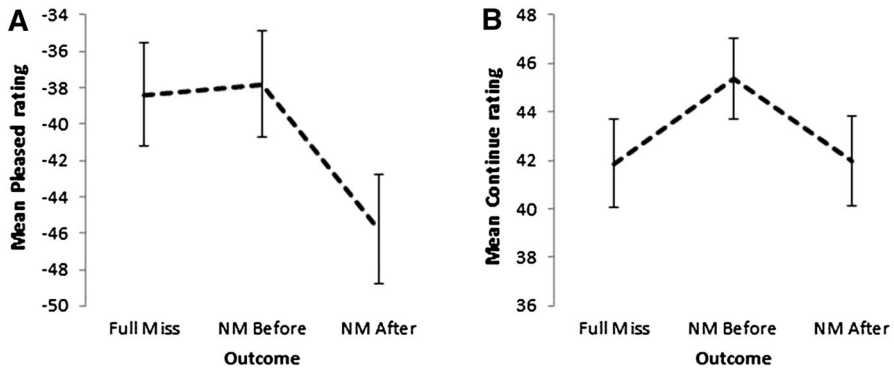 A
Mean Pleased rating
-34
-36
-38
-40
-42
-44
-46
-48
-50
Full Miss NM Before NM After
Outcome
B
Mean Continue rating
48
46
44
42
40
38
36
Full Miss NM Before NM After
Outcome